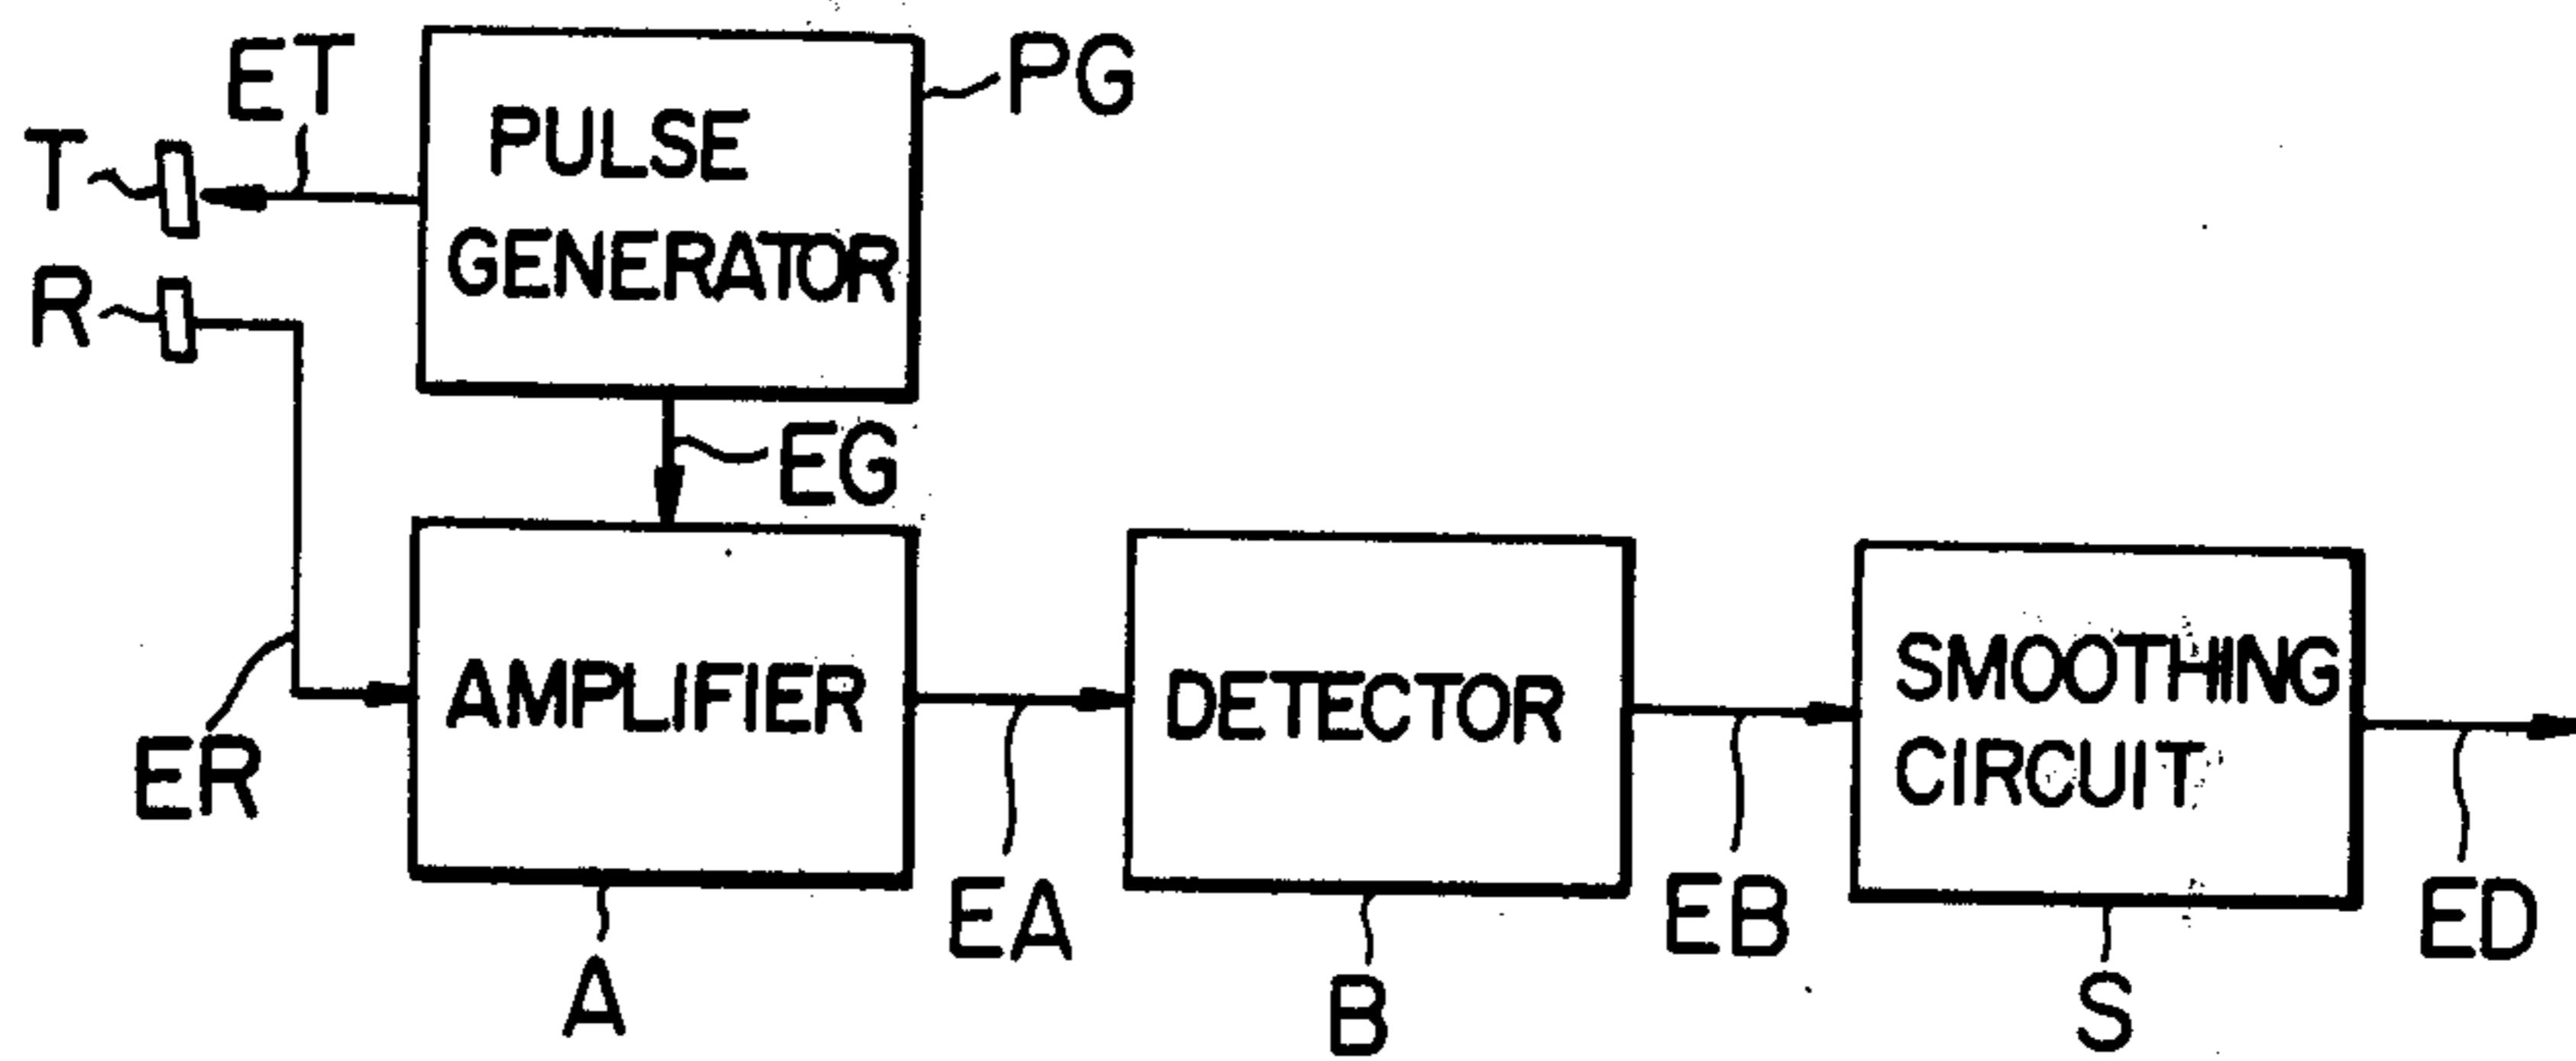 ET
PG
T
PULSE
GENERATOR
R
EG
AMPLIFIER
DETECTOR
SMOOTHING
CIRCUIT
ER
EA
EB
ED
A
B
S